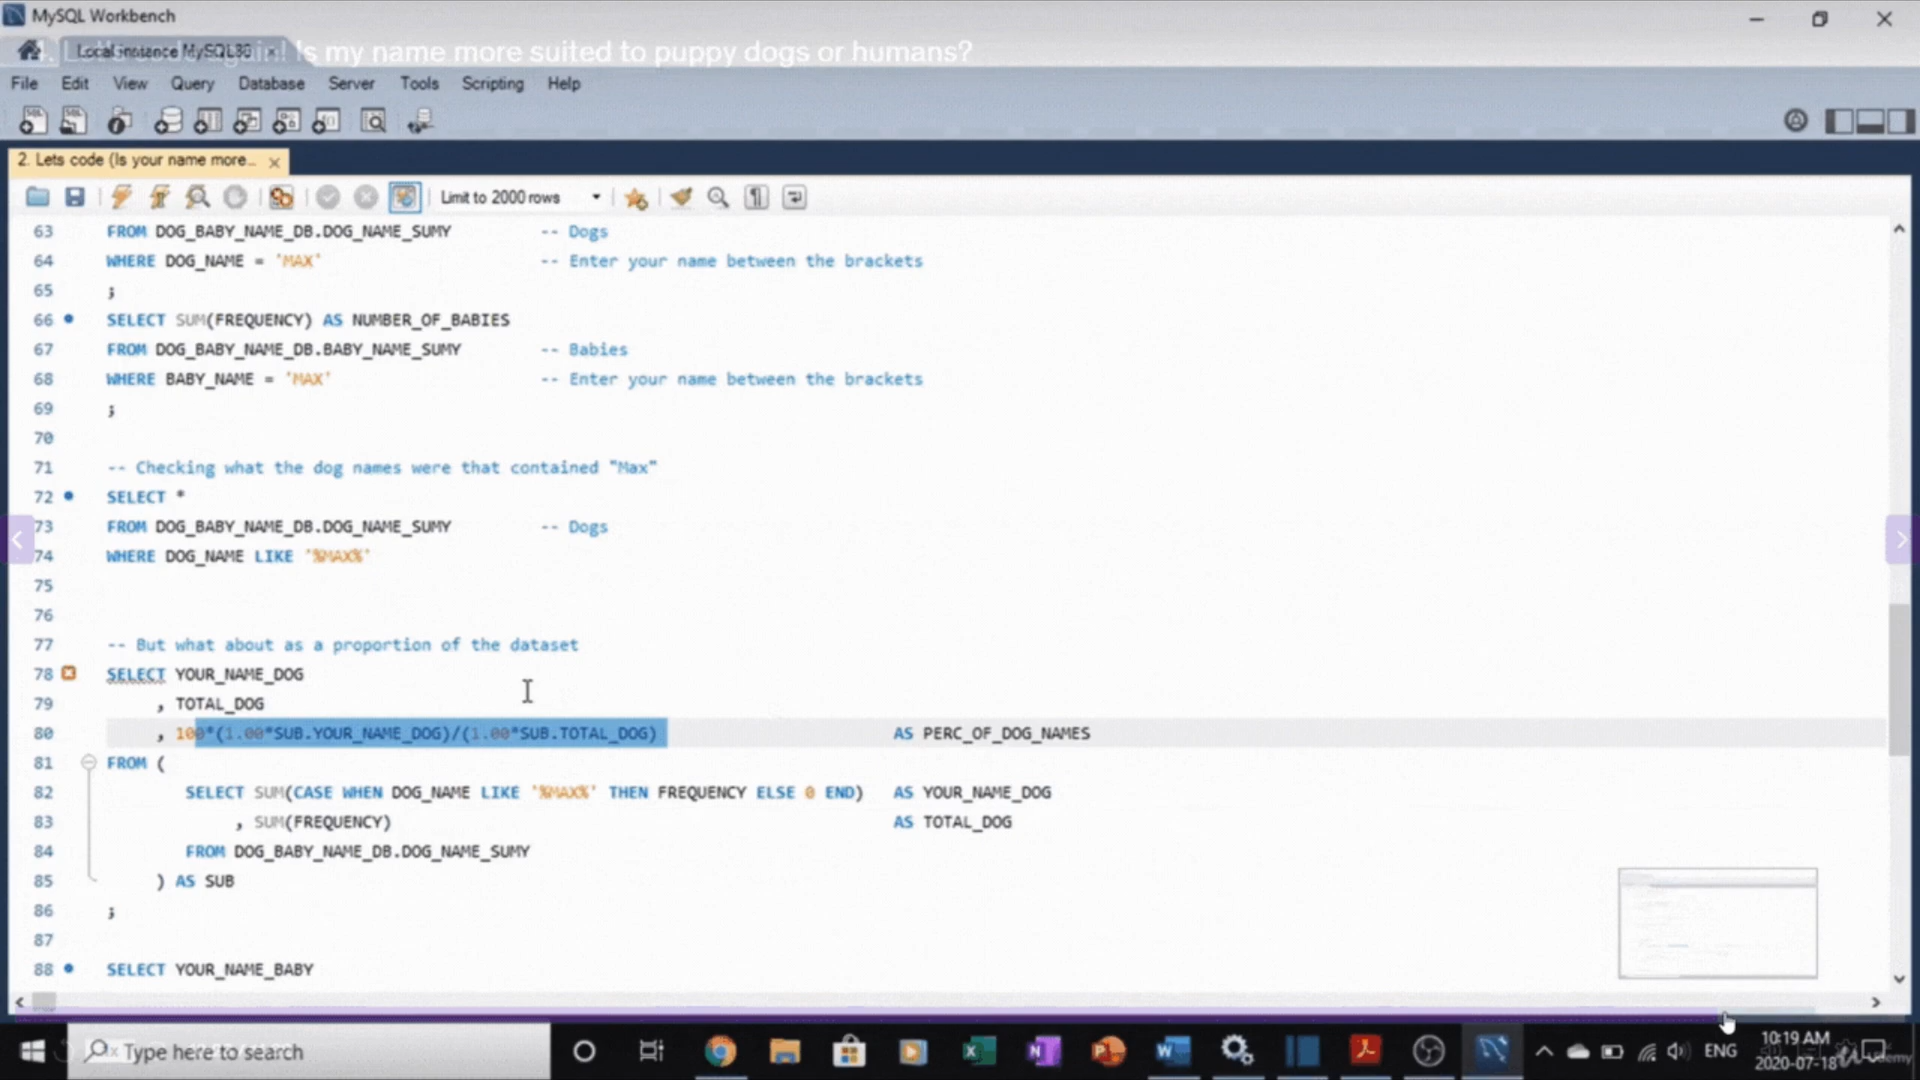 MySQL Workbench
Local instance MySQL80
Is my name more suited to puppy dogs or humans?
File Edit View Query Database Server Tools Scripting Help
2. Lets code (Is your name more...
Limit to 2000 rows
63 FROM DOG_BABY_NAME_DB.DOG_NAME_SUMY -- Dogs
64 WHERE DOG_NAME = 'MAX' -- Enter your name between the brackets
65 ;
66 SELECT SUM(FREQUENCY) AS NUMBER_OF_BABIES
67 FROM DOG_BABY_NAME_DB.BABY_NAME_SUMY -- Babies
68 WHERE BABY_NAME = 'MAX' -- Enter your name between the brackets
69 ;
70
71 -- Checking what the dog names were that contained "Max"
72 SELECT *
73 FROM DOG_BABY_NAME_DB.DOG_NAME_SUMY -- Dogs
74 WHERE DOG_NAME LIKE '%MAX%'
75
76
77 -- But what about as a proportion of the dataset
78 SELECT YOUR_NAME_DOG
79 , TOTAL_DOG
80 , 100*(1.00*SUB.YOUR_NAME_DOG)/(1.00*SUB.TOTAL_DOG) AS PERC_OF_DOG_NAMES
81 FROM (
82 SELECT SUM(CASE WHEN DOG_NAME LIKE '%MAX%' THEN FREQUENCY ELSE 0 END) AS YOUR_NAME_DOG
83 , SUM(FREQUENCY) AS TOTAL_DOG
84 FROM DOG_BABY_NAME_DB.DOG_NAME_SUMY
85 ) AS SUB
86 ;
87
88 SELECT YOUR_NAME_BABY
Type here to search
ENG
10:19 AM
2020-07-18